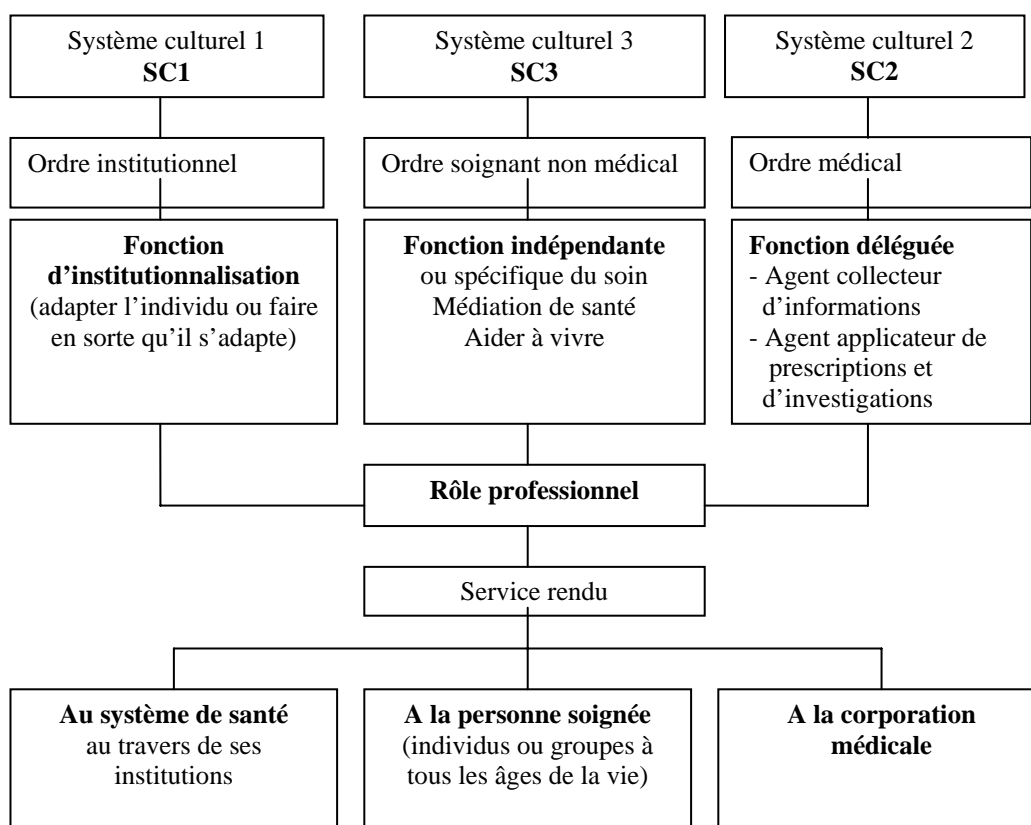 Système culturel 1
SC1
Système culturel 3
SC3
Système culturel 2
SC2
Ordre institutionnel
Ordre soignant non médical
Ordre médical
Fonction
d’institutionnalisation
(adapter l’individu ou faire
en sorte qu’il s’adapte)
Fonction indépendante
ou spécifique du soin
Médiation de santé
Aider à vivre
Fonction déléguée
- Agent collecteur
d’informations
- Agent applicateur de
prescriptions et
d’investigations
Rôle professionnel
Service rendu
Au système de santé
au travers de ses
institutions
A la personne soignée
(individus ou groupes à
tous les âges de la vie)
A la corporation
médicale